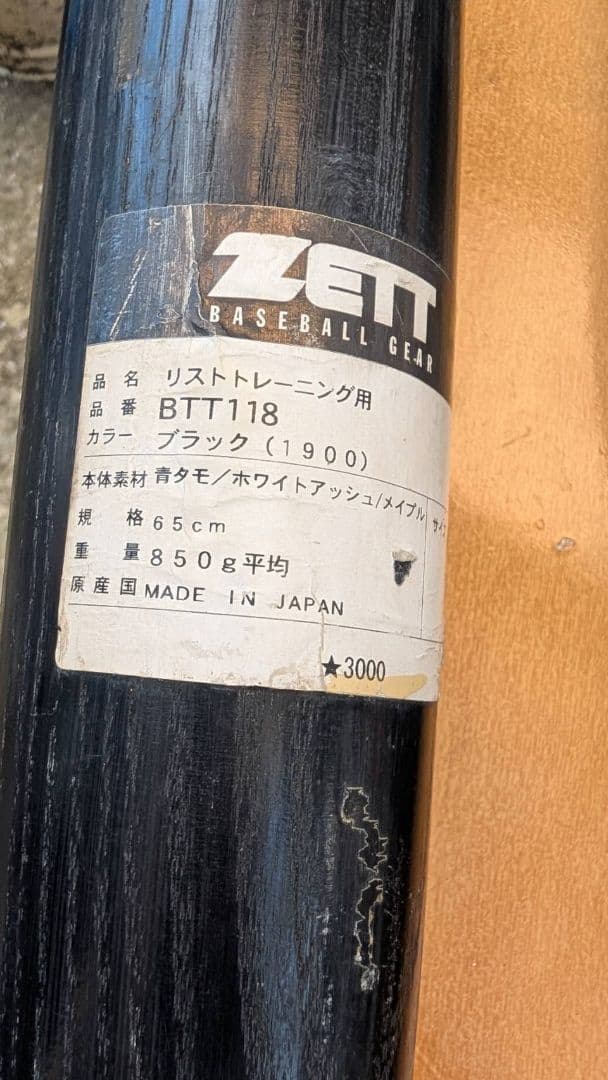 ZETT
BASEBALL GEAR
品名 リストトレーニング用
品番 BTT118
カラー ブラック(1900)
本体素材 青タモ/ホワイトアッシュ/メイプル サイ
規格 65cm
重量 850g平均
原産国 MADE IN JAPAN
★3000